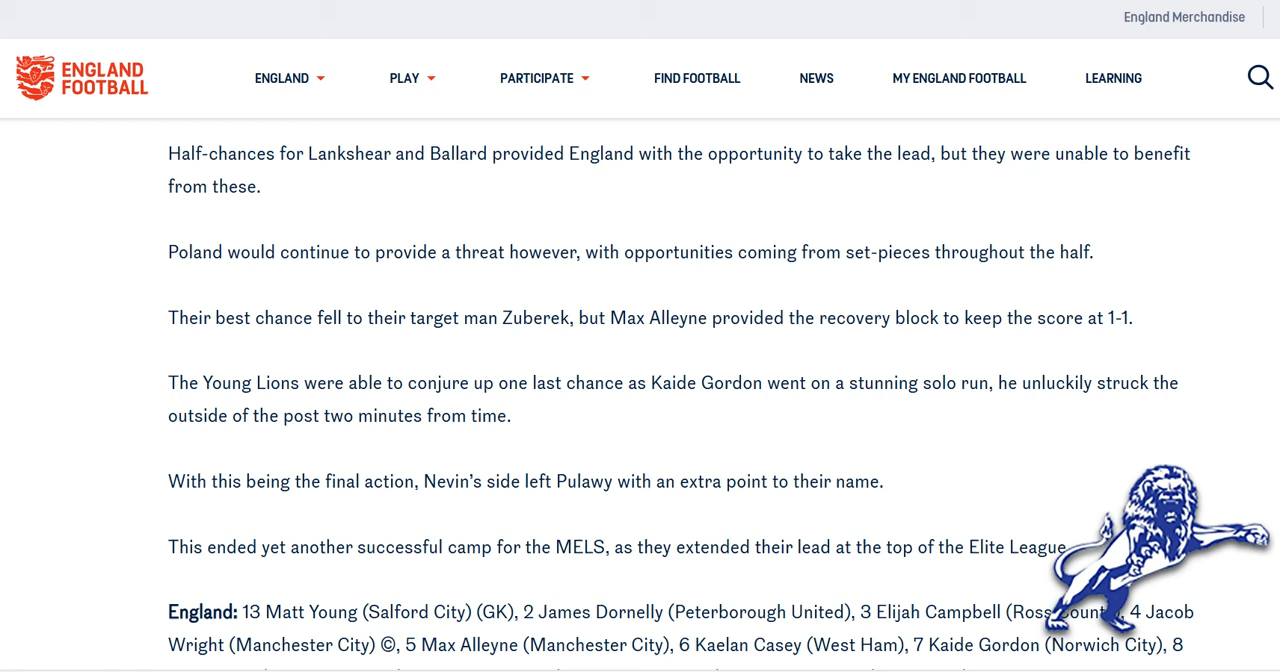 England Merchandise
ENGLAND FOOTBALL
ENGLAND PLAY PARTICIPATE FIND FOOTBALL NEWS MY ENGLAND FOOTBALL LEARNING
Half-chances for Lankshear and Ballard provided England with the opportunity to take the lead, but they were unable to benefit
from these.
Poland would continue to provide a threat however, with opportunities coming from set-pieces throughout the half.
Their best chance fell to their target man Zuberek, but Max Alleyne provided the recovery block to keep the score at 1-1.
The Young Lions were able to conjure up one last chance as Kaide Gordon went on a stunning solo run, he unluckily struck the
outside of the post two minutes from time.
With this being the final action, Nevin’s side left Pulawy with an extra point to their name.
This ended yet another successful camp for the MELS, as they extended their lead at the top of the Elite League
England: 13 Matt Young (Salford City) (GK), 2 James Dornelly (Peterborough United), 3 Elijah Campbell (Ross County), 4 Jacob
Wright (Manchester City) ©, 5 Max Alleyne (Manchester City), 6 Kaelan Casey (West Ham), 7 Kaide Gordon (Norwich City), 8